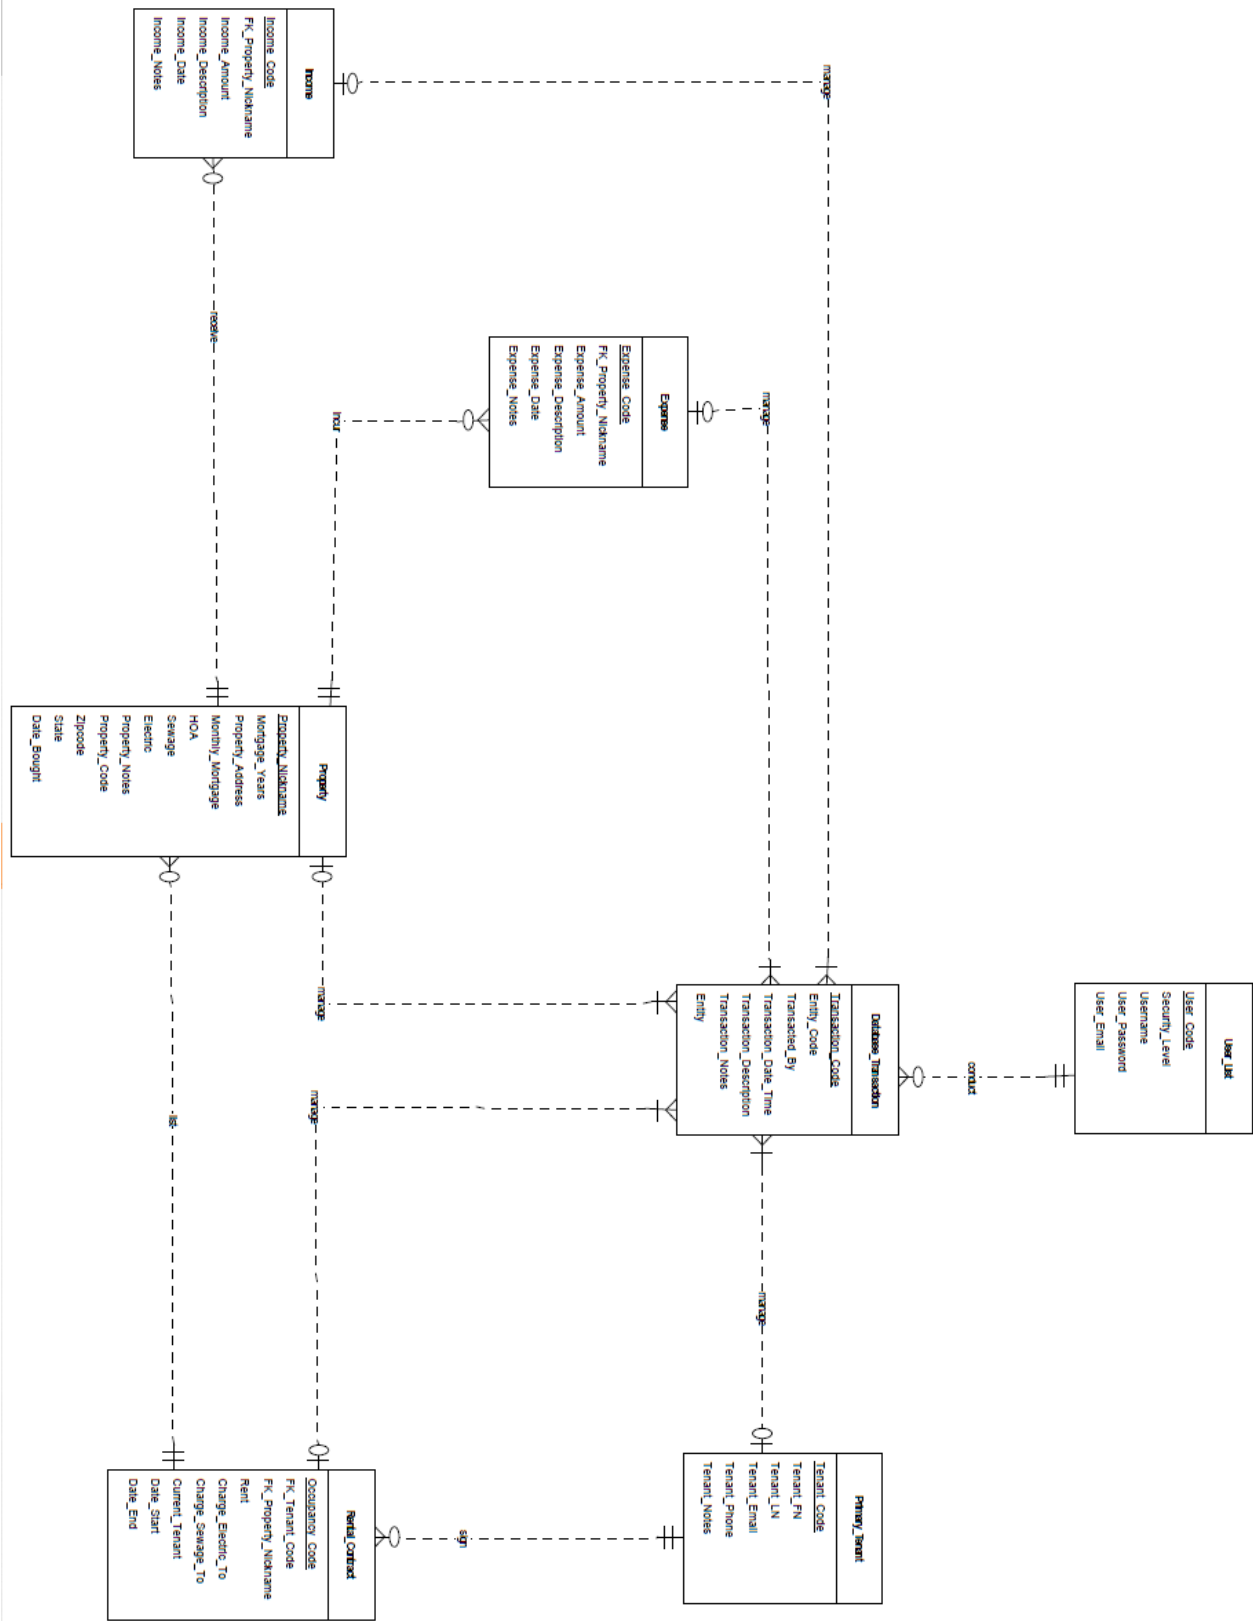 User_List
User_Code
Security_Level
Username
User_Password
User_Email
conduct
Income
Income_Code
FK_Property_Nickname
Income_Amount
Income_Description
Income_Date
Income_Notes
manage
receive
Expense
Expense_Code
FK_Property_Nickname
Expense_Amount
Expense_Description
Expense_Date
Expense_Notes
manage
incur
Database_Transaction
Transaction_Code
Entity_Code
Transacted_By
Transaction_Date_Time
Transaction_Description
Transaction_Notes
Entity
Property
Property_Nickname
Mortgage_Years
Property_Address
Monthly_Mortgage
HOA
Sewage
Electric
Property_Notes
Property_Code
Zipcode
State
Date_Bought
manage
manage
manage
list
Primary_Tenant
Tenant_Code
Tenant_FN
Tenant_LN
Tenant_Email
Tenant_Phone
Tenant_Notes
sign
Rental_Contract
Occupancy_Code
FK_Tenant_Code
FK_Property_Nickname
Rent
Charge_Electric_To
Charge_Sewage_To
Current_Tenant
Date_Start
Date_End